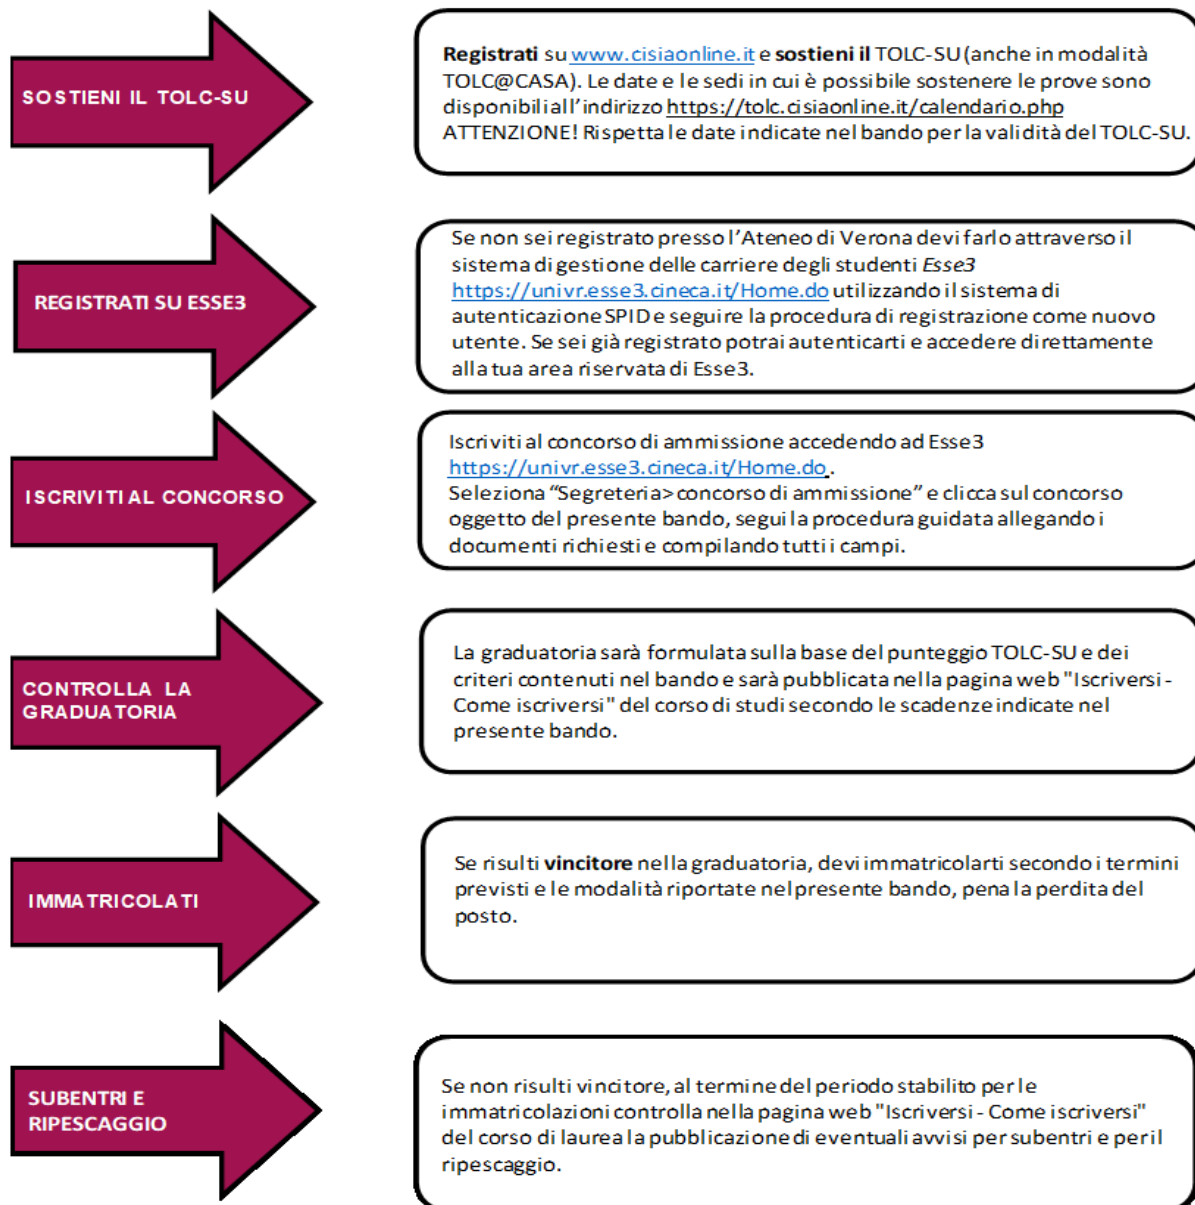 SOSTIENI IL TOLC-SU
Registrati su www.cisiaonline.it e sostieni il TOLC-SU (anche in modalità
TOLC@CASA). Le date e le sedi in cui è possibile sostenere le prove sono
disponibili all'indirizzo https://tolc.cisiaonline.it/calendario.php
ATTENZIONE! Rispetta le date indicate nel bando per la validità del TOLC-SU.
REGISTRATI SU ESSE3
Se non sei registrato presso l'Ateneo di Verona devi farlo attraverso il
sistema di gestione delle carriere degli studenti Esse3
https://univr.esse3.cineca.it/Home.do utilizzando il sistema di
autenticazione SPID e seguire la procedura di registrazione come nuovo
utente. Se sei già registrato potrai autenticarti e accedere direttamente
alla tua area riservata di Esse3.
ISCRIVITI AL CONCORSO
Iscriviti al concorso di ammissione accedendo ad Esse3
https://univr.esse3.cineca.it/Home.do .
Seleziona “Segreteria> concorso di ammissione” e clicca sul concorso
oggetto del presente bando, segui la procedura guidata allegando i
documenti richiesti e compilando tutti i campi.
CONTROLLA LA
GRADUATORIA
La graduatoria sarà formulata sulla base del punteggio TOLC-SU e dei
criteri contenuti nel bando e sarà pubblicata nella pagina web "Iscriversi -
Come iscriversi" del corso di studi secondo le scadenze indicate nel
presente bando.
IMMATRICOLATI
Se risulti vincitore nella graduatoria, devi immatricolarti secondo i termini
previsti e le modalità riportate nel presente bando, pena la perdita del
posto.
SUBENTRI E
RIPESCAGGIO
Se non risulti vincitore, al termine del periodo stabilito per le
immatricolazioni controlla nella pagina web "Iscriversi - Come iscriversi"
del corso di laurea la pubblicazione di eventuali avvisi per subentri e per il
ripescaggio.